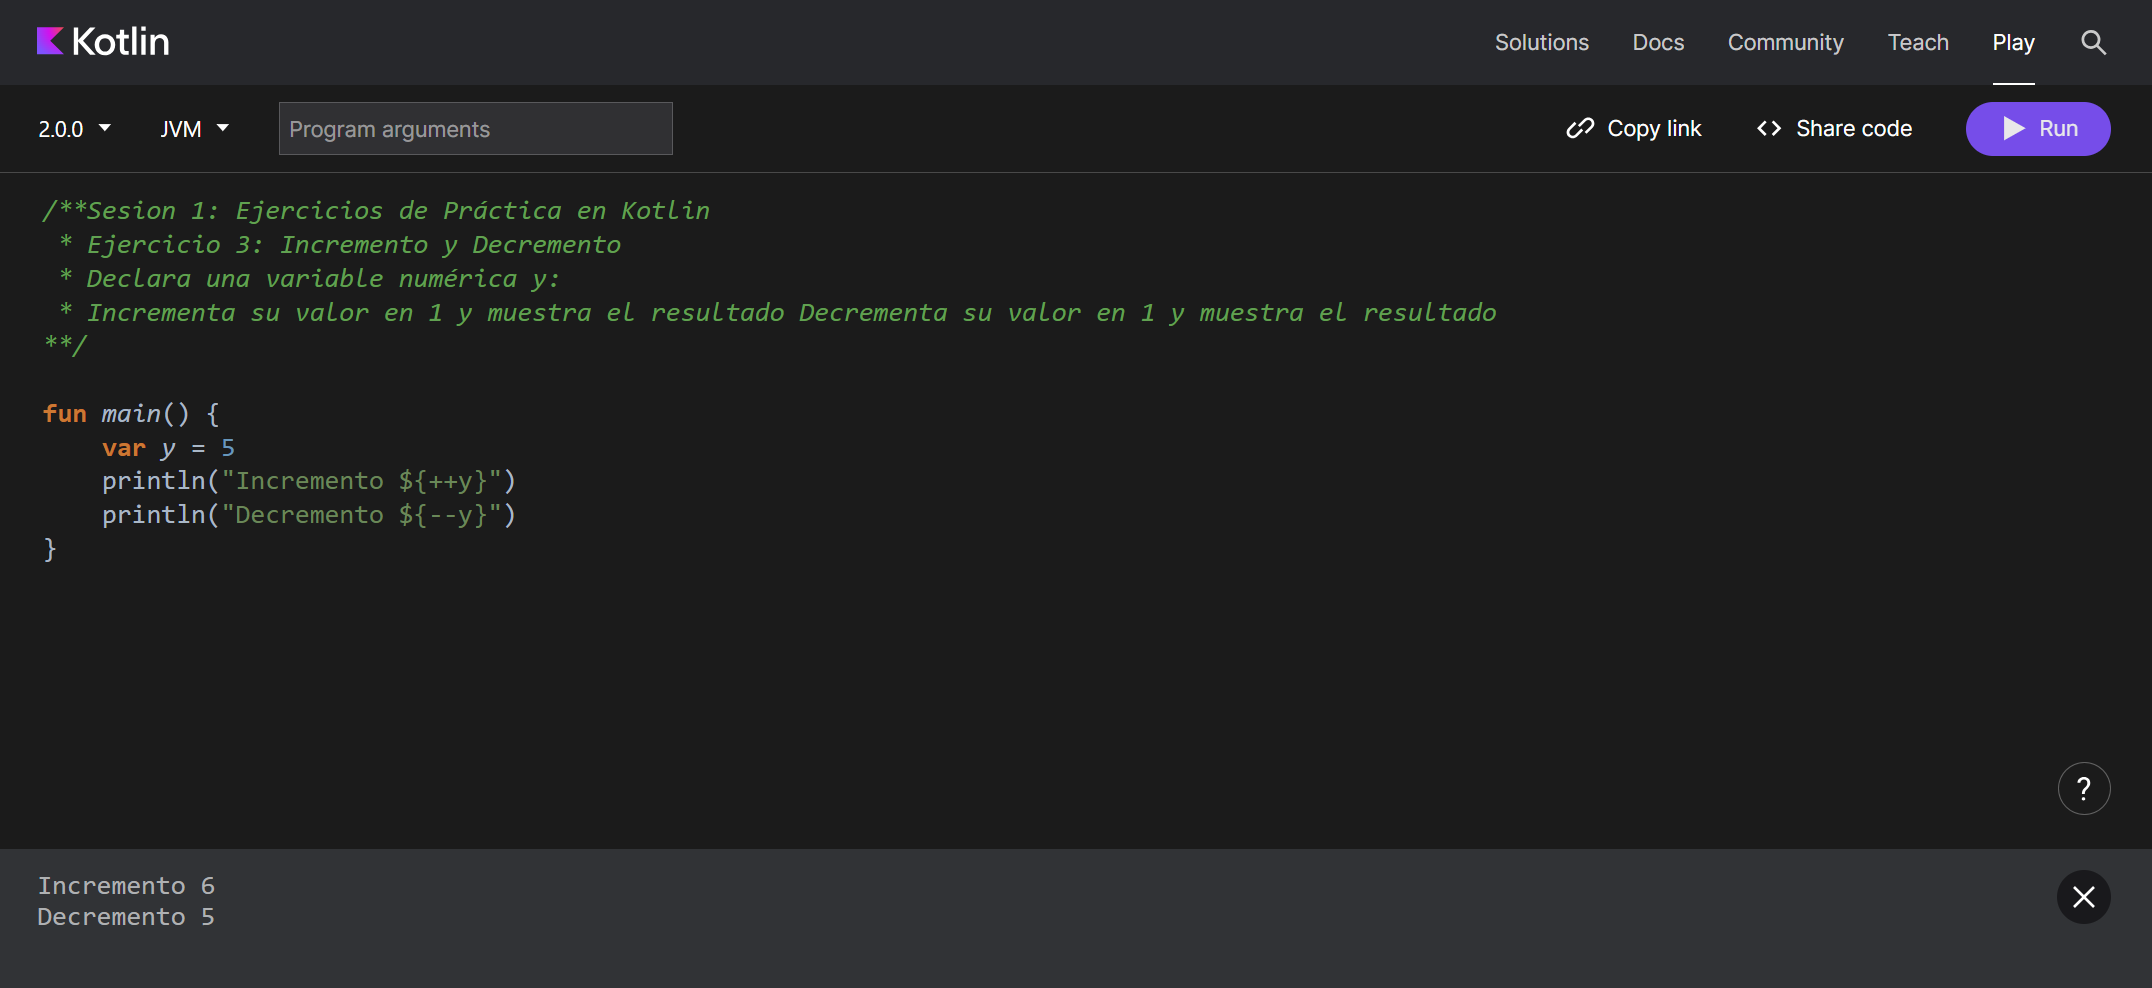 Kotlin
Solutions Docs Community Teach Play
2.0.0 JVM Program arguments Copy link Share code Run
/**Sesion 1: Ejercicios de Práctica en Kotlin
 * Ejercicio 3: Incremento y Decremento
 * Declara una variable numérica y:
 * Incrementa su valor en 1 y muestra el resultado Decrementa su valor en 1 y muestra el resultado
**/
fun main() {
    var y = 5
    println("Incremento ${++y}")
    println("Decremento ${--y}")
}
?
Incremento 6
Decremento 5